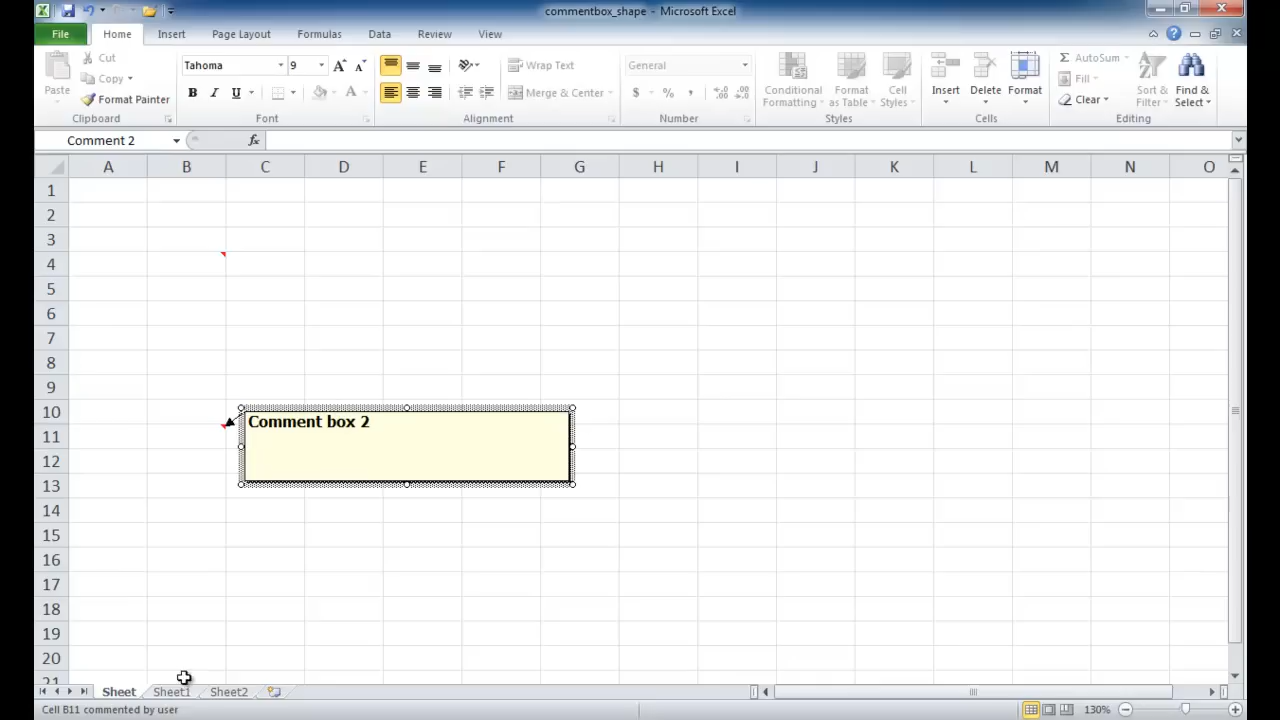 commentbox_shape - Microsoft Excel
File Home Insert Page Layout Formulas Data Review View
Paste
Cut
Copy
Format Painter
Clipboard
Tahoma 9
B I U
Font
Wrap Text
Merge & Center
Alignment
General
$ % ,
Number
Conditional Formatting
Format as Table
Cell Styles
Styles
Insert
Delete
Format
Cells
AutoSum
Fill
Clear
Sort & Filter
Find & Select
Editing
Comment 2 fx
A B C D E F G H I J K L M N O
1
2
3
4
5
6
7
8
9
10
11
12
13
14
15
16
17
18
19
20
21
Comment box 2
Sheet Sheet1 Sheet2
Cell B11 commented by user 130%